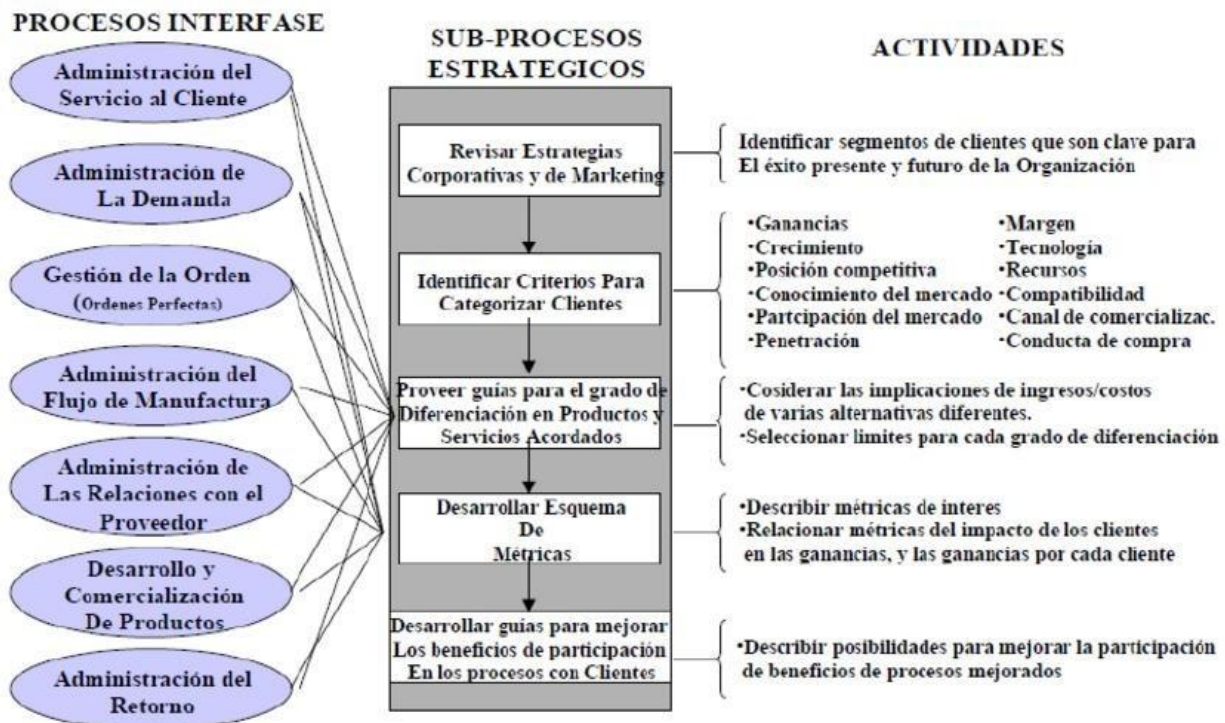 PROCESOS INTERFASE
Administración del
Servicio al Cliente
Administración de
La Demanda
Gestión de la Orden
(Ordenes Perfectas)
Administración del
Flujo de Manufactura
Administración de
Las Relaciones con el
Proveedor
Desarrollo y
Comercialización
De Productos
Administración del
Retorno
SUB-PROCESOS
ESTRATEGICOS
Revisar Estrategias
Corporativas y de Marketing
Identificar Criterios Para
Categorizar Clientes
Proveer guías para el grado de
Diferenciación en Productos y
Servicios Acordados
Desarrollar Esquema
De
Métricas
Desarrollar guías para mejorar
Los beneficios de participación
En los procesos con Clientes
ACTIVIDADES
Identificar segmentos de clientes que son clave para
El éxito presente y futuro de la Organización
•Ganancias
•Crecimiento
•Posición competitiva
•Conocimiento del mercado
•Partcipación del mercado
•Penetración
•Margen
•Tecnología
•Recursos
•Compatibilidad
•Canal de comercializac.
•Conducta de compra
•Cosiderar las implicaciones de ingresos/costos
de varias alternativas diferentes.
•Seleccionar limites para cada grado de diferenciación
•Describir métricas de interes
•Relacionar métricas del impacto de los clientes
en las ganancias, y las ganancias por cada cliente
•Describir posibilidades para mejorar la participación
de beneficios de procesos mejorados